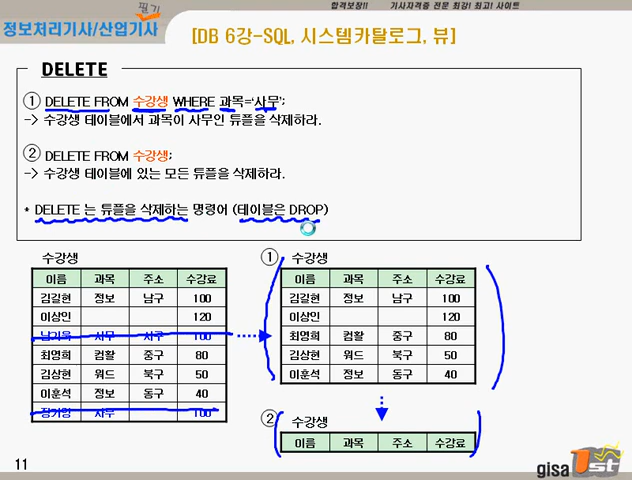 합격보장!! 기사자격증 전문 최강! 최고! 사이트
필기
정보처리기사/산업기사
[DB 6강-SQL, 시스템카탈로그, 뷰]
DELETE
① DELETE FROM 수강생 WHERE 과목='사무';
-> 수강생 테이블에서 과목이 사무인 튜플을 삭제하라.
② DELETE FROM 수강생;
-> 수강생 테이블에 있는 모든 튜플을 삭제하라.
* DELETE 는 튜플을 삭제하는 명령어 (테이블은 DROP)
수강생
이름 과목 주소 수강료
김길현 정보 남구 100
이상인 120
남기욱 사무 서구 100
최영희 컴활 중구 80
김상현 워드 북구 50
이훈석 정보 동구 40
장기영 사무 100
① 수강생
이름 과목 주소 수강료
김길현 정보 남구 100
이상인 120
최영희 컴활 중구 80
김상현 워드 북구 50
이훈석 정보 동구 40
② 수강생
이름 과목 주소 수강료
11
gisa 1st